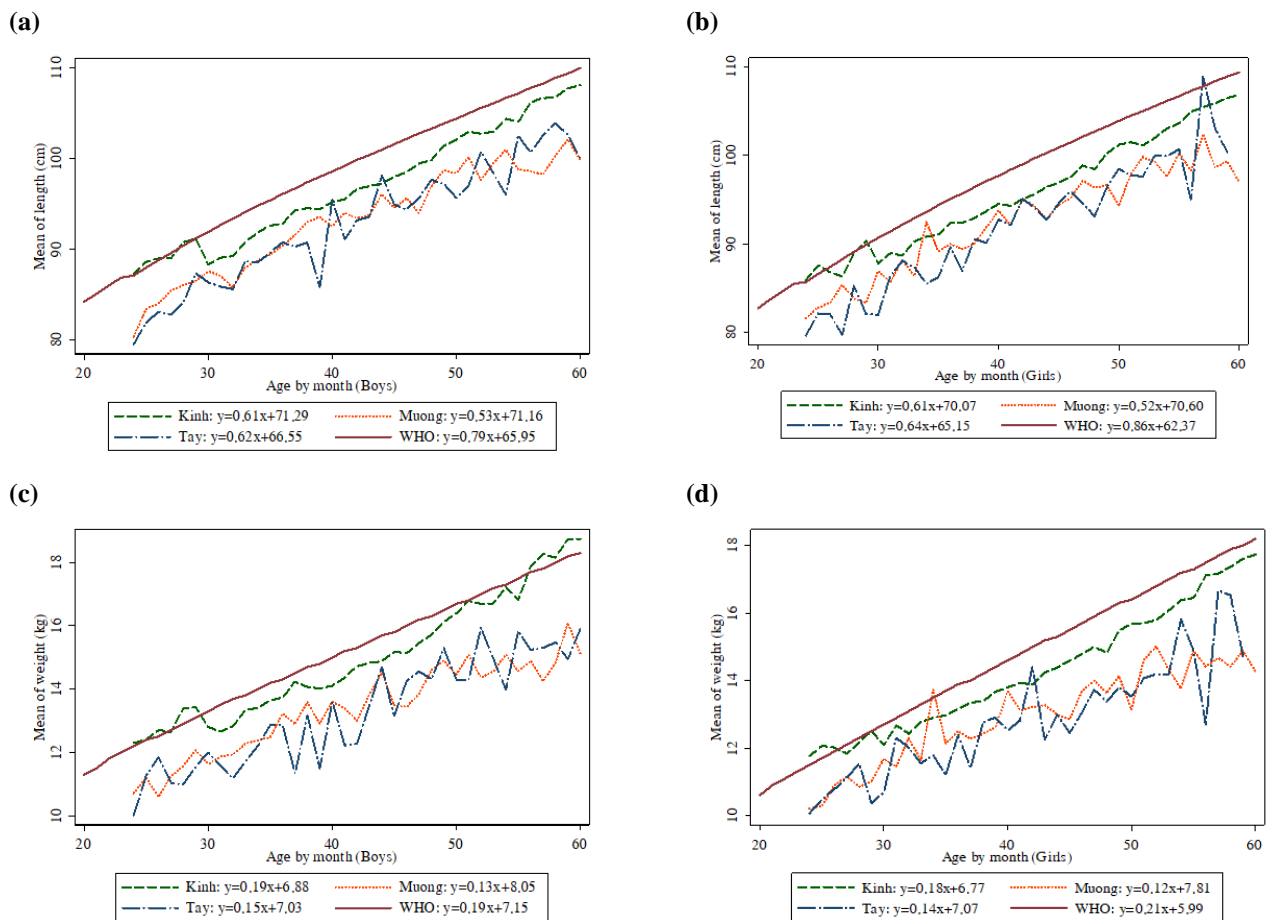 (a)
(b)
Mean of length (cm)
110
100
90
80
20 30 40 50 60
Age by month (Boys)
Kinh: y=0,61x+71,29 Muong: y=0,53x+71,16
Tay: y=0,62x+66,55 WHO: y=0,79x+65,95
Mean of length (cm)
110
100
90
80
20 30 40 50 60
Age by month (Girls)
Kinh: y=0,61x+70,07 Muong: y=0,52x+70,60
Tay: y=0,64x+65,15 WHO: y=0,86x+62,37
(c)
(d)
Mean of weight (kg)
18
16
14
12
10
20 30 40 50 60
Age by month (Boys)
Kinh: y=0,19x+6,88 Muong: y=0,13x+8,05
Tay: y=0,15x+7,03 WHO: y=0,19x+7,15
Mean of weight (kg)
18
16
14
12
10
20 30 40 50 60
Age by month (Girls)
Kinh: y=0,18x+6,77 Muong: y=0,12x+7,81
Tay: y=0,14x+7,07 WHO: y=0,21x+5,99